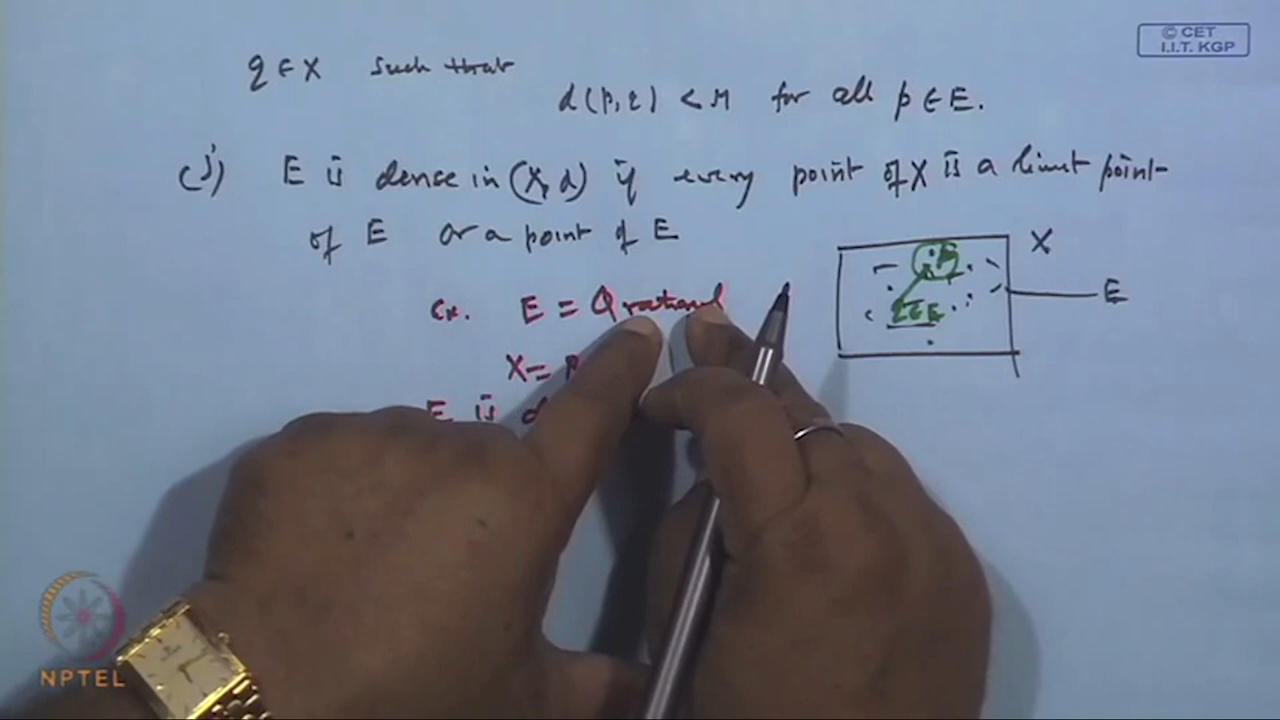 © CET
I.I.T. KGP
q ∈ X such that
d(p,q) < M for all p ∈ E.
(j) E is dense in (X, d) if every point of X is a limit point
of E or a point of E
X
E
q ∈ E
Ex. E = Q rational
X =
E is d
NPTEL